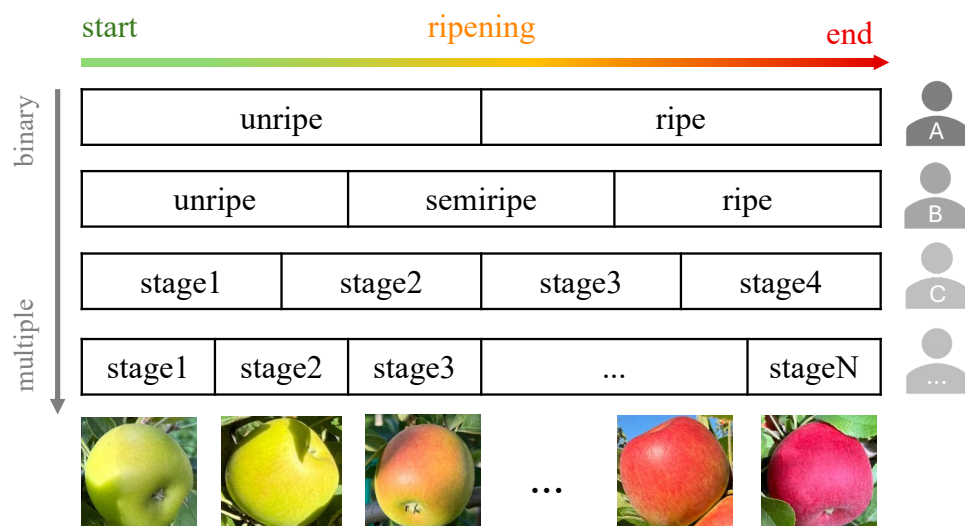 start ripening end
binary
unripe ripe A
unripe semiripe ripe B
multiple
stage1 stage2 stage3 stage4 C
stage1 stage2 stage3 ... stageN ...
...